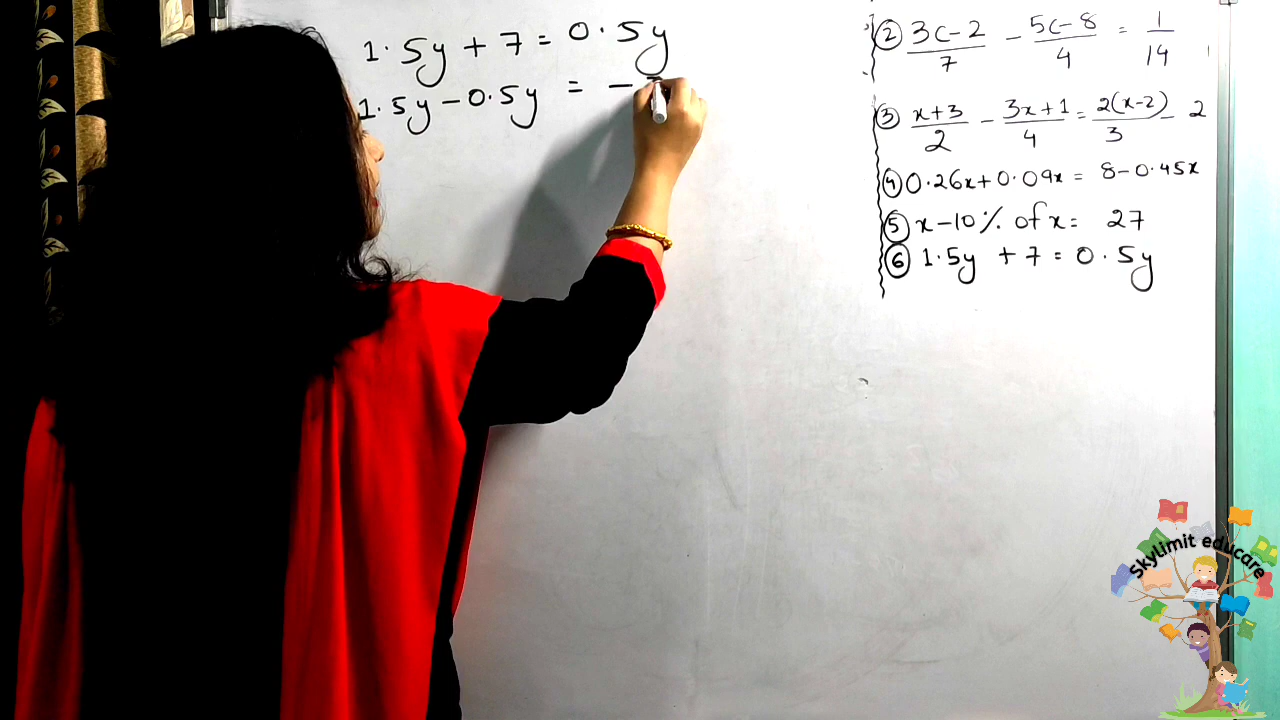 1.5y + 7 = 0.5y
1.5y - 0.5y = -
② 3c-2/7 - 5c-8/4 = 1/14
③ x+3/2 - 3x+1/4 = 2(x-2)/3 - 2
④ 0.26x + 0.09x = 8 - 0.45x
⑤ x - 10% of x = 27
⑥ 1.5y + 7 = 0.5y
Skylimit educare